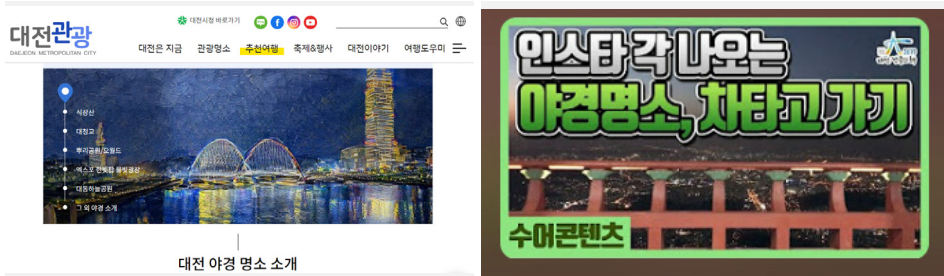 대전시청 바로가기
대전관광
DAEJEON METROPOLITAN CITY
대전은 지금 관광명소 추천여행 축제&행사 대전이야기 여행도우미
식장산
대청교
뿌리공원/오월드
엑스포 한빛탑 물빛광장
대동하늘공원
그 외 야경 소개
대전 야경 명소 소개
인스타 각 나오는
야경명소, 차타고 가기
수어콘텐츠